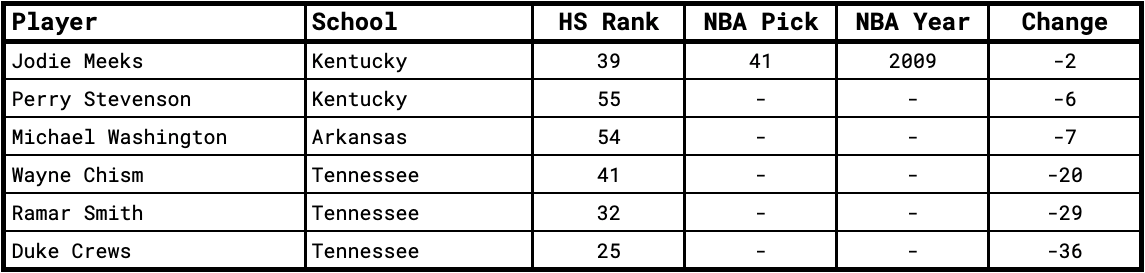 Player School HS Rank NBA Pick NBA Year Change
Jodie Meeks Kentucky 39 41 2009 -2
Perry Stevenson Kentucky 55 - - -6
Michael Washington Arkansas 54 - - -7
Wayne Chism Tennessee 41 - - -20
Ramar Smith Tennessee 32 - - -29
Duke Crews Tennessee 25 - - -36